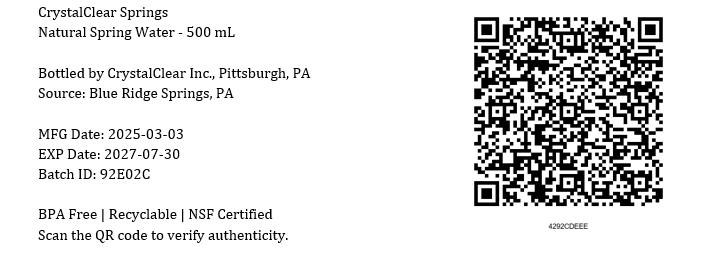 CrystalClear Springs
Natural Spring Water - 500 mL
Bottled by CrystalClear Inc., Pittsburgh, PA
Source: Blue Ridge Springs, PA
MFG Date: 2025-03-03
EXP Date: 2027-07-30
Batch ID: 92E02C
BPA Free | Recyclable | NSF Certified
Scan the QR code to verify authenticity.
4292CDEEE